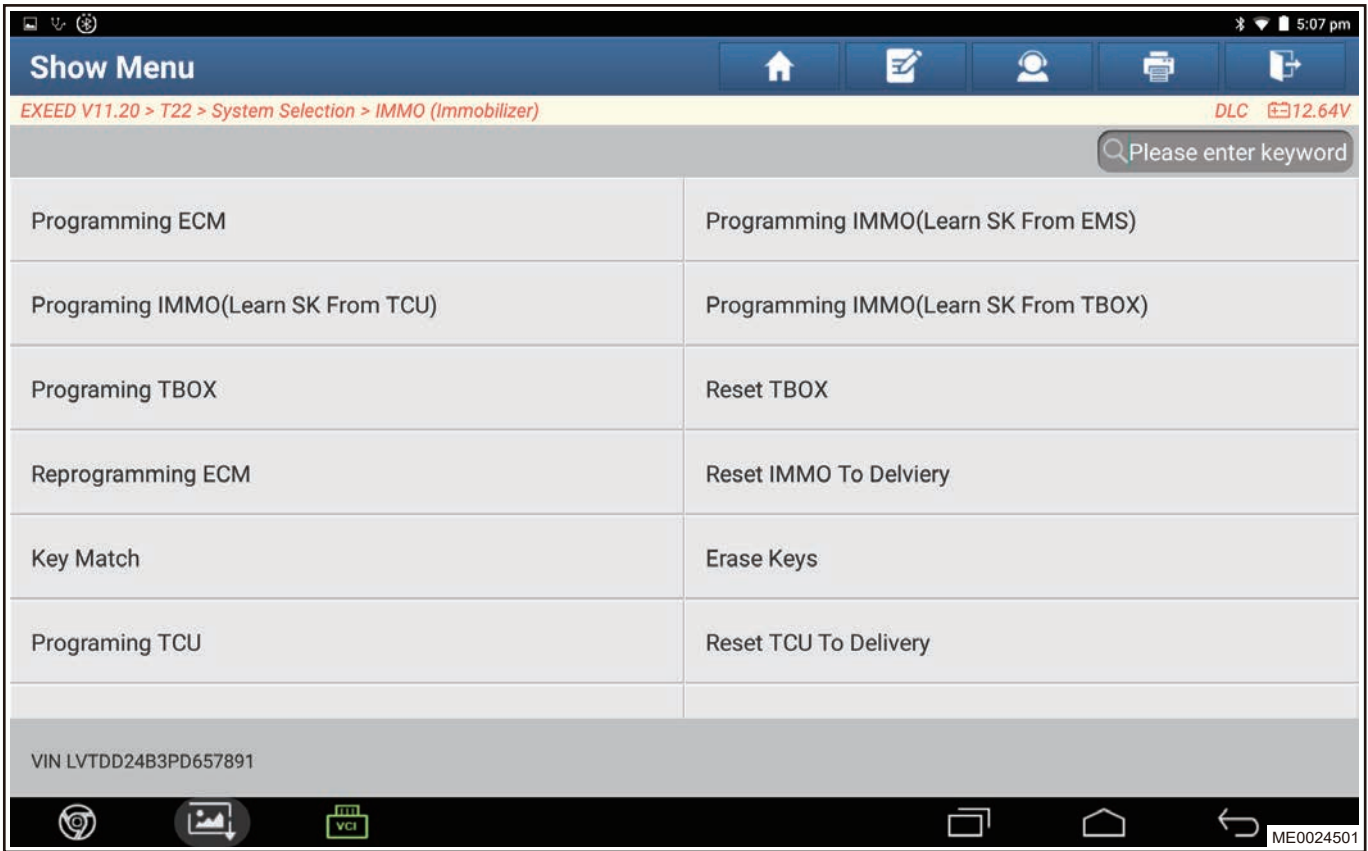 5:07 pm
Show Menu
EXEED V11.20 > T22 > System Selection > IMMO (Immobilizer)
DLC 12.64V
Please enter keyword
Programming ECM
Programming IMMO(Learn SK From EMS)
Programing IMMO(Learn SK From TCU)
Programming IMMO(Learn SK From TBOX)
Programing TBOX
Reset TBOX
Reprogramming ECM
Reset IMMO To Delviery
Key Match
Erase Keys
Programing TCU
Reset TCU To Delivery
VIN LVTDD24B3PD657891
VCI
ME0024501